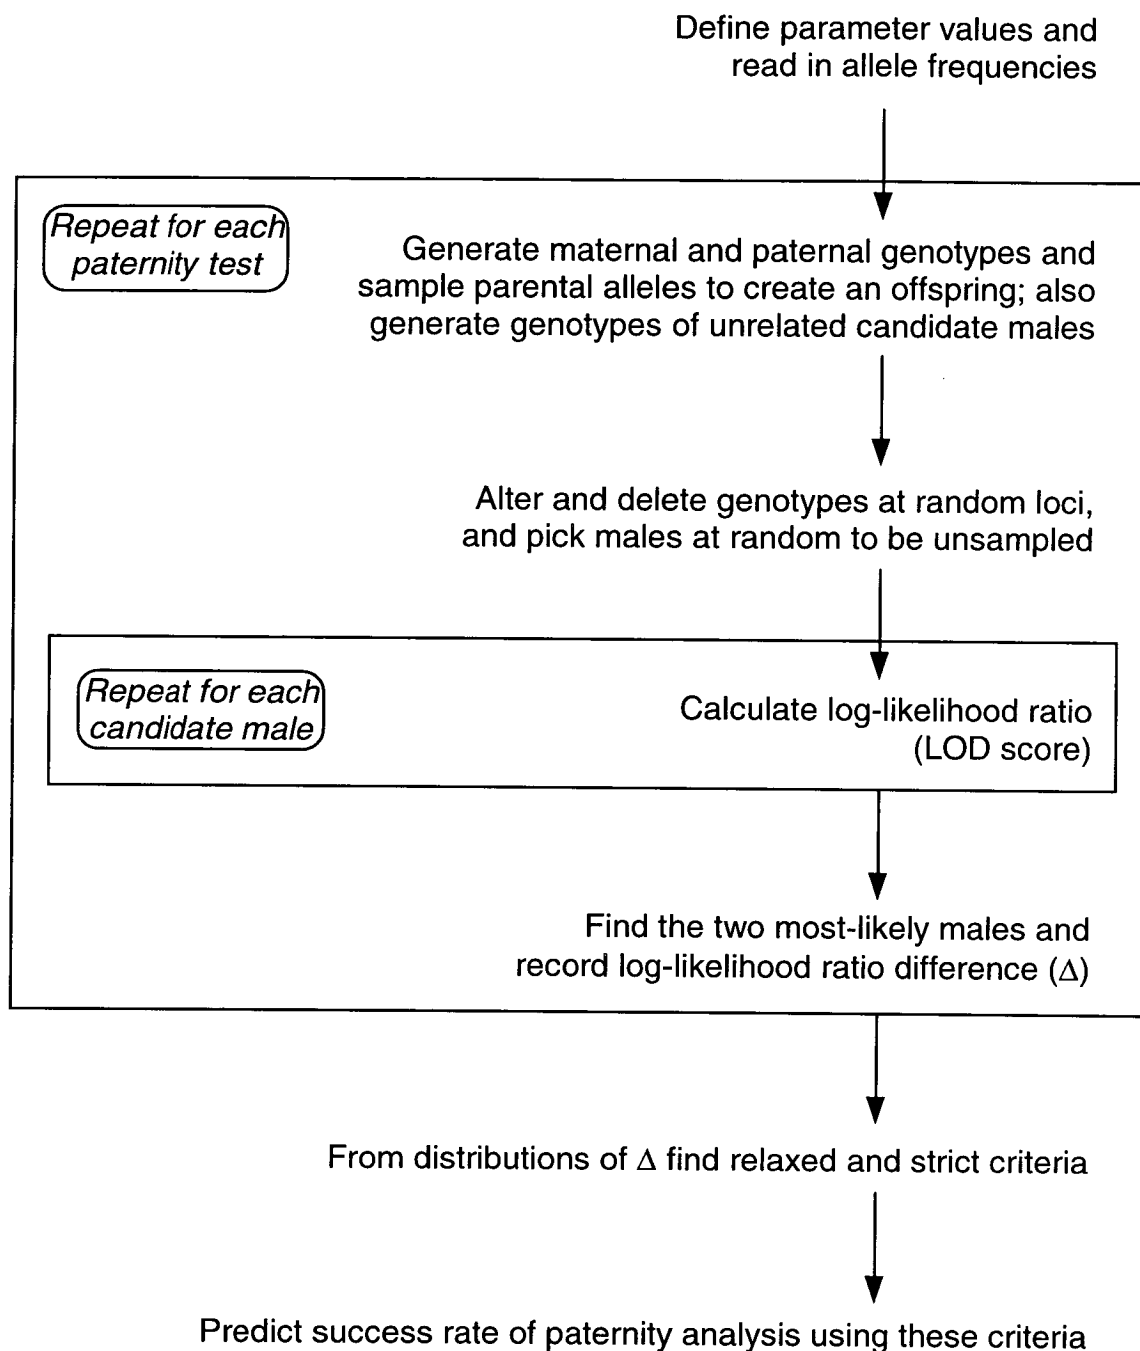 Define parameter values and
read in allele frequencies
Repeat for each
paternity test
Generate maternal and paternal genotypes and
sample parental alleles to create an offspring; also
generate genotypes of unrelated candidate males
Alter and delete genotypes at random loci,
and pick males at random to be unsampled
Repeat for each
candidate male
Calculate log-likelihood ratio
(LOD score)
Find the two most-likely males and
record log-likelihood ratio difference (Δ)
From distributions of Δ find relaxed and strict criteria
Predict success rate of paternity analysis using these criteria